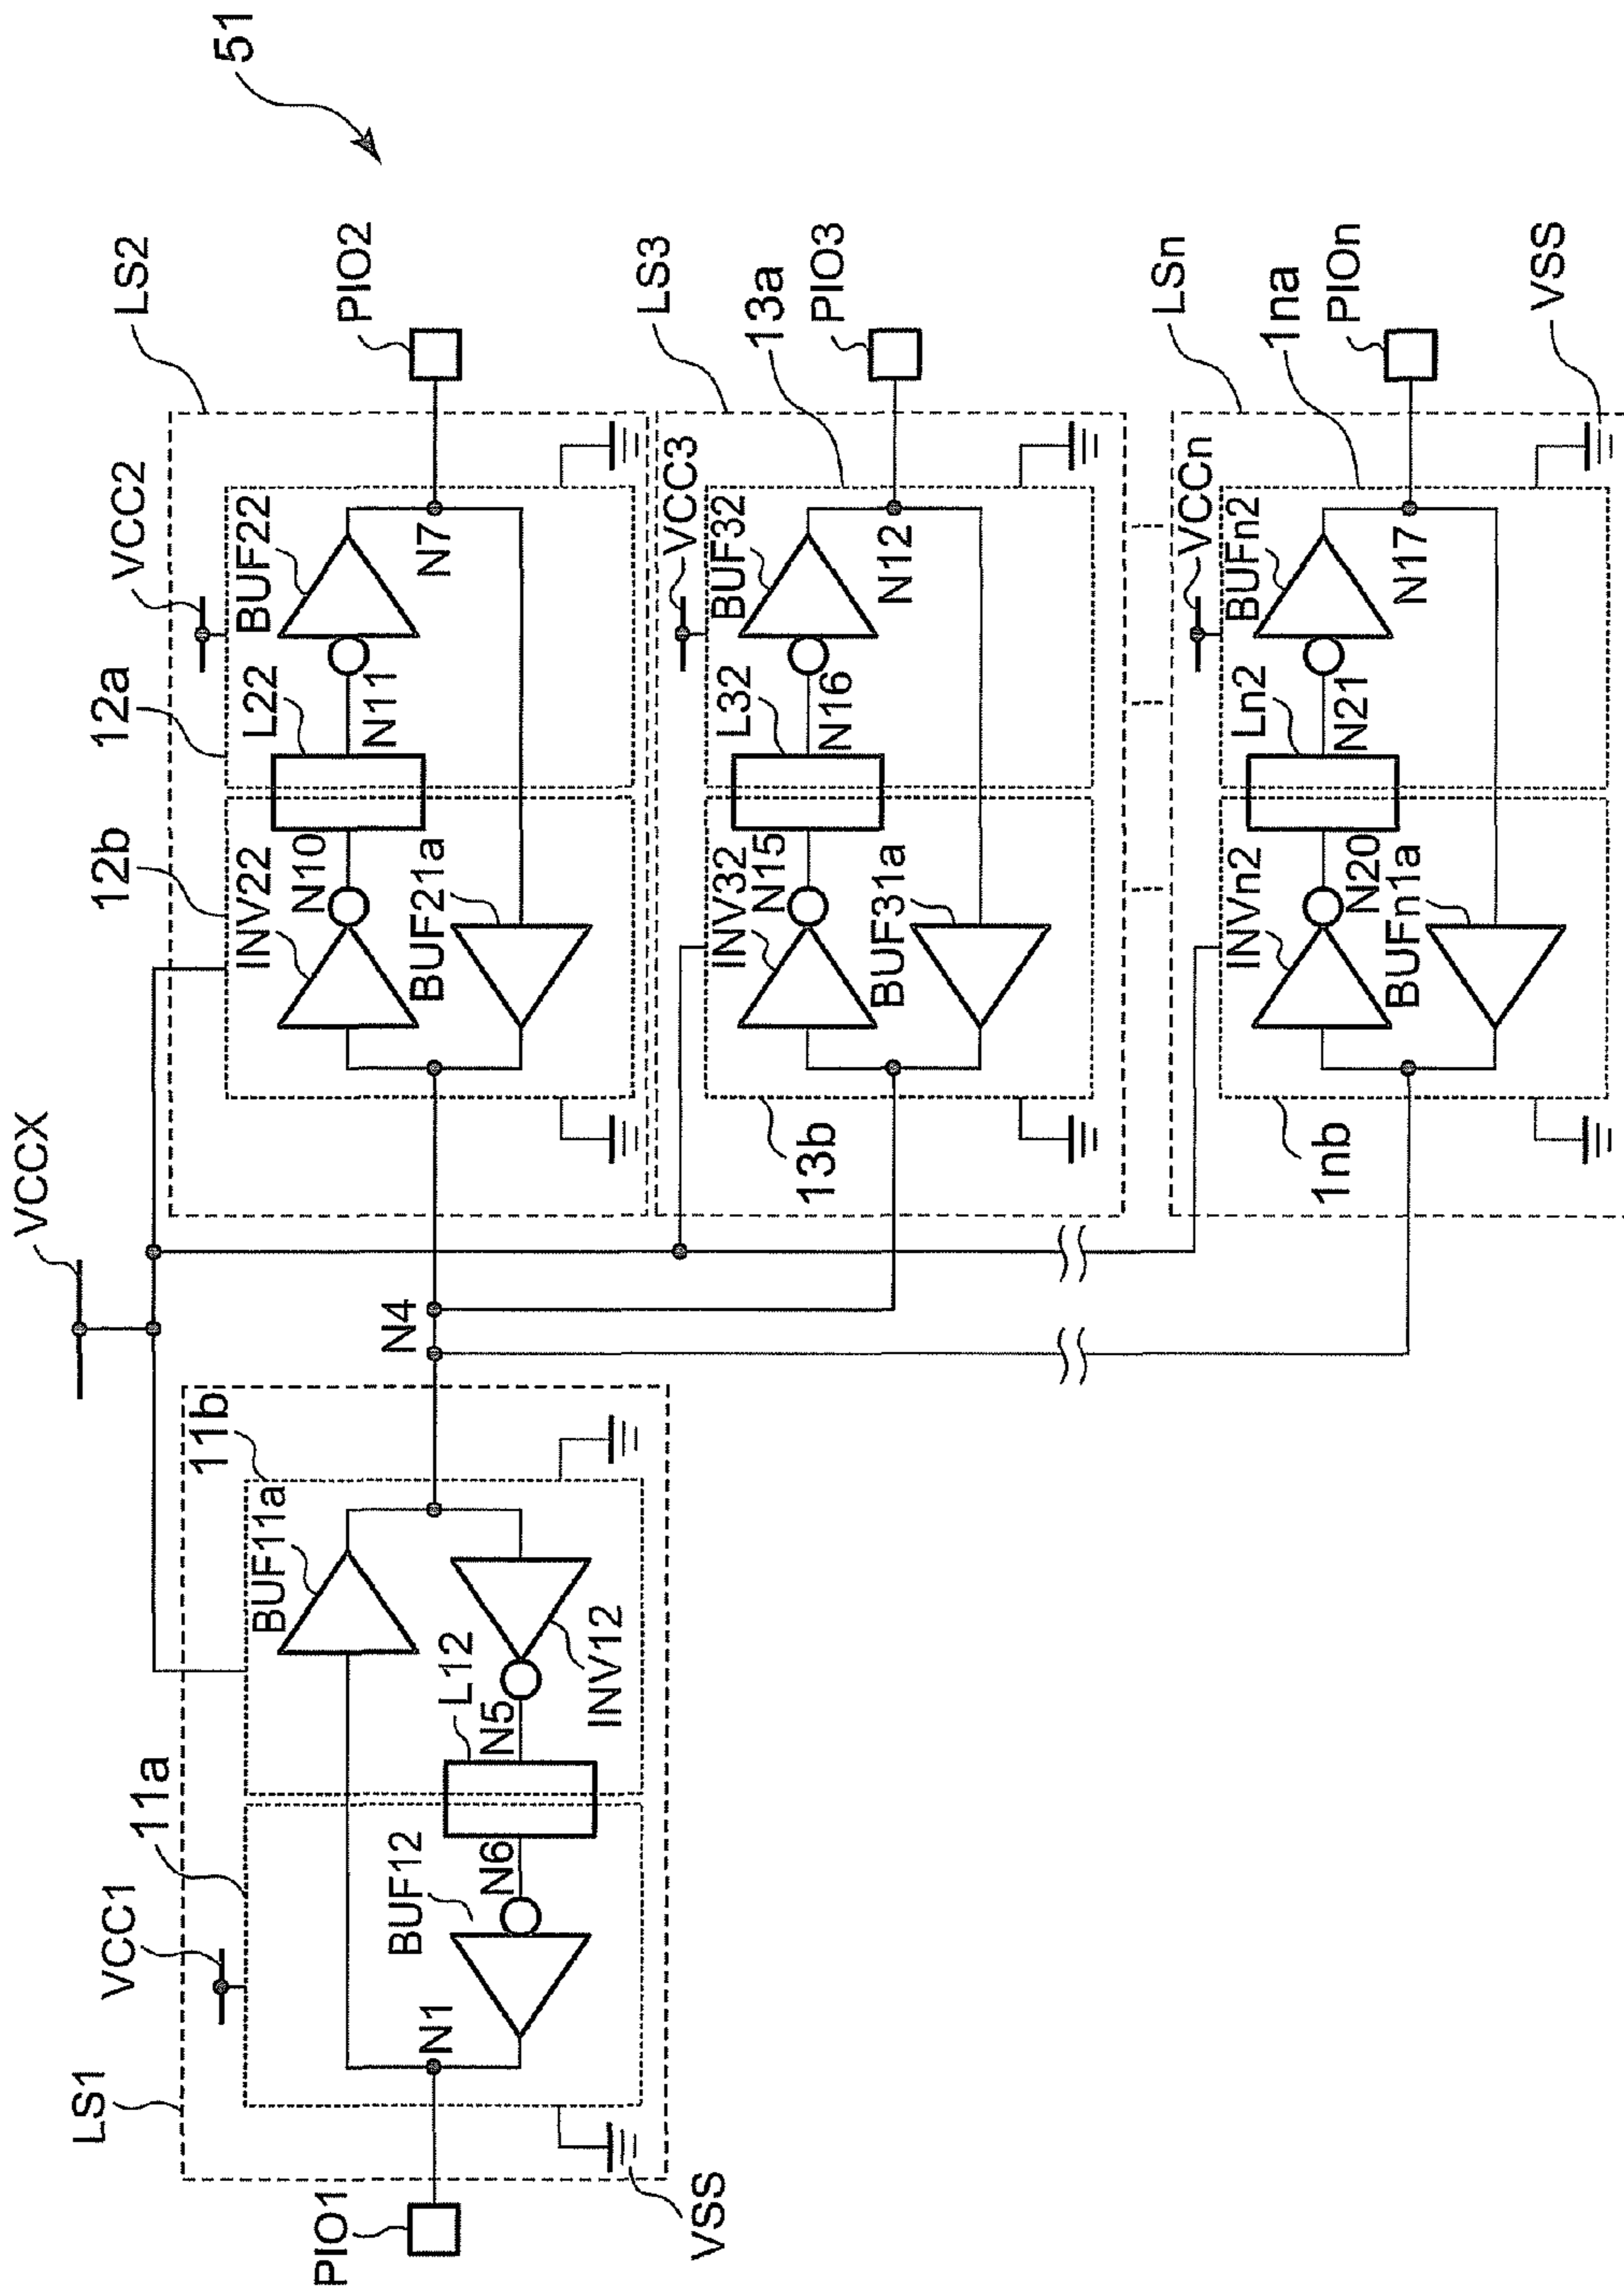 51
VCCX
LS1
VCC1
11a
11b
BUF11a
L12
N5
INV12
BUF12
N6
N1
PIO1
VSS
N4
LS2
VCC2
12a
12b
INV22
N10
L22
N11
BUF22
BUF21a
N7
PIO2
LS3
VCC3
13a
13b
INV32
N15
L32
N16
BUF32
BUF31a
N12
PIO3
LSn
VCCn
1na
1nb
INVn2
N20
Ln2
N21
BUFn2
BUFn1a
N17
PIOn
VSS